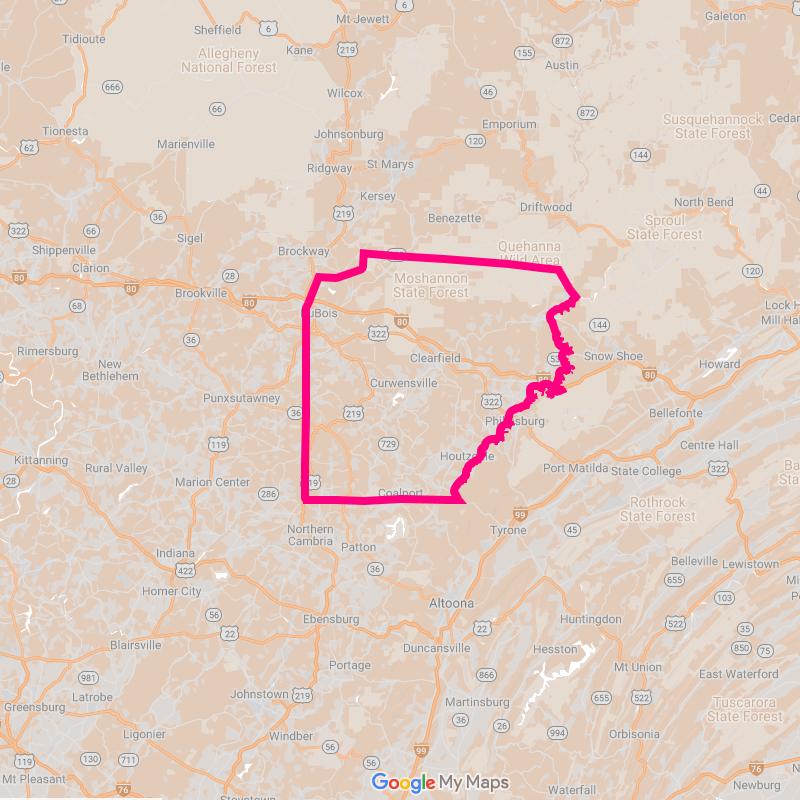 Mt Jewett
6
Galeton
Sheffield
6
Tidioute
Kane
219
872
155
Allegheny
National Forest
Austin
666
Wilcox
46
66
872
Emporium
Susquehannock
State Forest
Johnsonburg
Tionesta
120
62
Marienville
144
St Marys
Ridgway
Kersey
44
North Bend
Driftwood
36
219
Benezette
322
66
Sproul
State Forest
Sigel
Quehanna
Wild Area
Shippenville
Brockway
Clarion
28
120
80
Moshannon
State Forest
Brookville
80
68
Lock H
Mill Hal
80
144
322
36
Rimersburg
Clearfield
53
Snow Shoe
New
Bethlehem
Howard
80
80
Curwensville
Punxsutawney
322
36
219
Bellefonte
119
729
Centre Hall
Kittanning
Rural Valley
Port Matilda
State College
322
28
Marion Center
286
Coalport
Rothrock
State Forest
99
Northern
Cambria
Tyrone
45
Patton
Indiana
Belleville
Lewistown
422
36
655
Homer City
103
Altoona
56
Ebensburg
Huntingdon
522
22
22
35
Blairsville
Duncansville
Hesston
850
75
Portage
Mt Union
981
866
East Waterford
Latrobe
Johnstown
219
655
522
Martinsburg
Greensburg
Tuscarora
State Forest
36
26
Ligonier
Windber
994
Orbisonia
56
99
119
130
711
56
76
Mt Pleasant
Waterfall
Newburg
Google My Maps